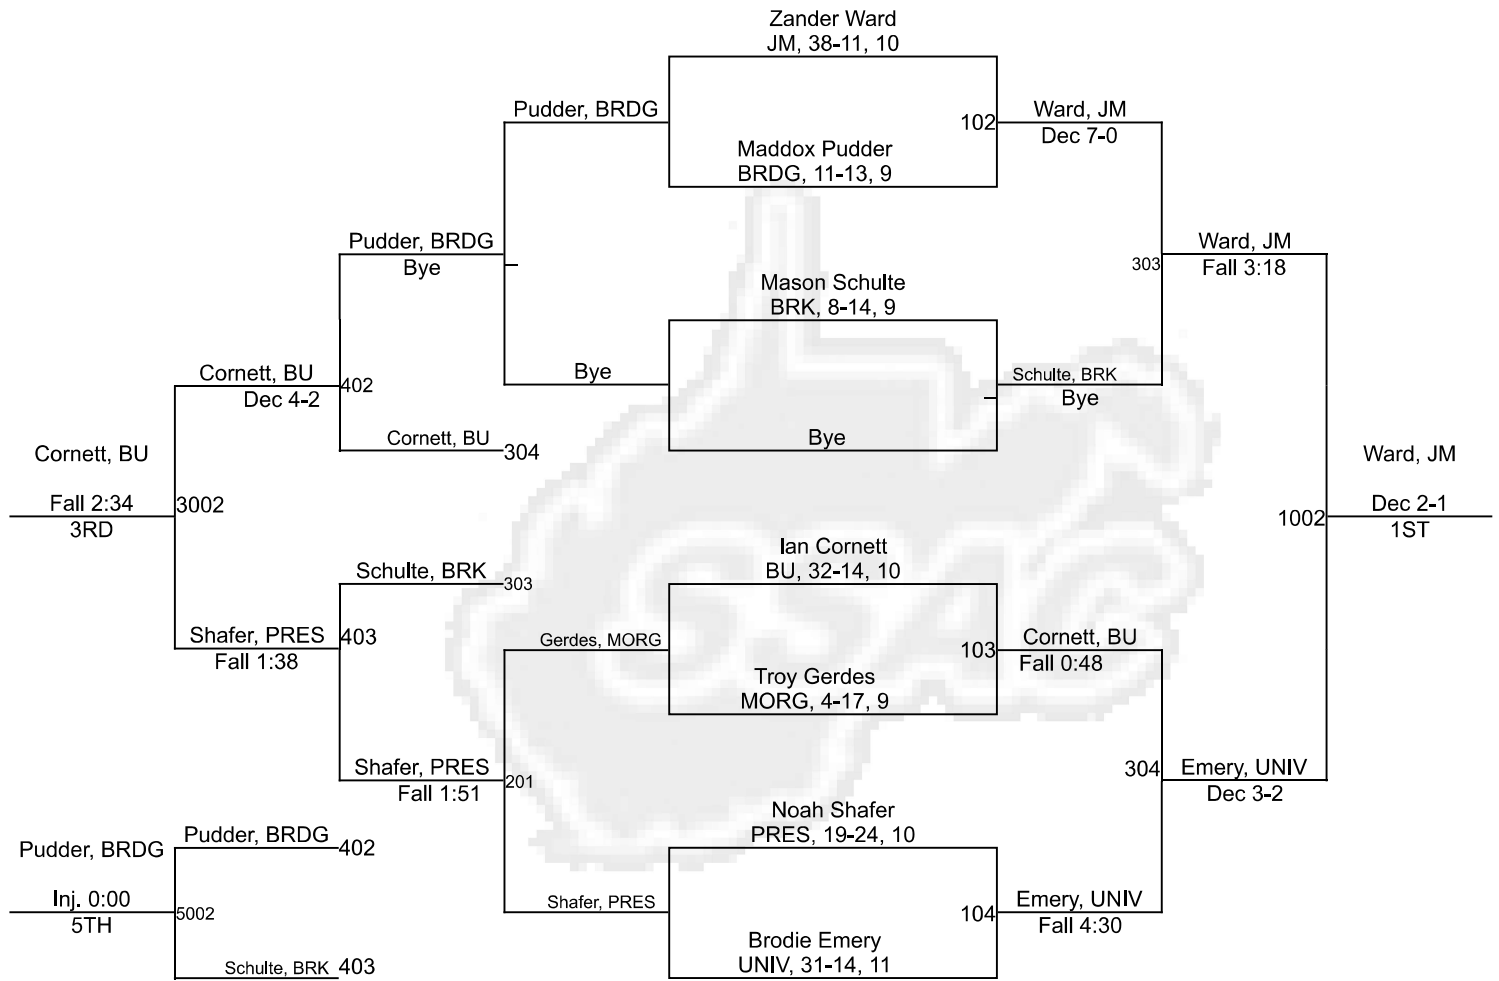 Zander Ward
JM, 38-11, 10
Pudder, BRDG
102
Ward, JM
Dec 7-0
Maddox Pudder
BRDG, 11-13, 9
Pudder, BRDG
Bye
Ward, JM
303
Fall 3:18
Mason Schulte
BRK, 8-14, 9
Cornett, BU
402
Dec 4-2
Bye
Schulte, BRK
Bye
Cornett, BU
304
Bye
Cornett, BU
Ward, JM
Fall 2:34
3002
3RD
1002
Dec 2-1
1ST
Ian Cornett
BU, 32-14, 10
Schulte, BRK
303
Shafer, PRES
403
Fall 1:38
Gerdes, MORG
103
Cornett, BU
Fall 0:48
Troy Gerdes
MORG, 4-17, 9
Shafer, PRES
201
Fall 1:51
304
Emery, UNIV
Dec 3-2
Noah Shafer
PRES, 19-24, 10
Pudder, BRDG
Pudder, BRDG
402
Inj. 0:00
5002
5TH
Shafer, PRES
104
Emery, UNIV
Fall 4:30
Brodie Emery
UNIV, 31-14, 11
Schulte, BRK
403
SSAC